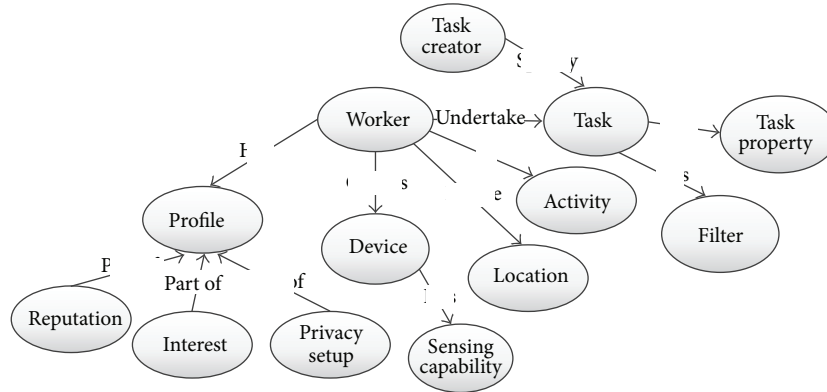 Task
creator
Worker
Undertake
Task
Task
property
Profile
Activity
Device
Filter
Location
Part of
of
Reputation
Interest
Privacy
setup
Sensing
capability